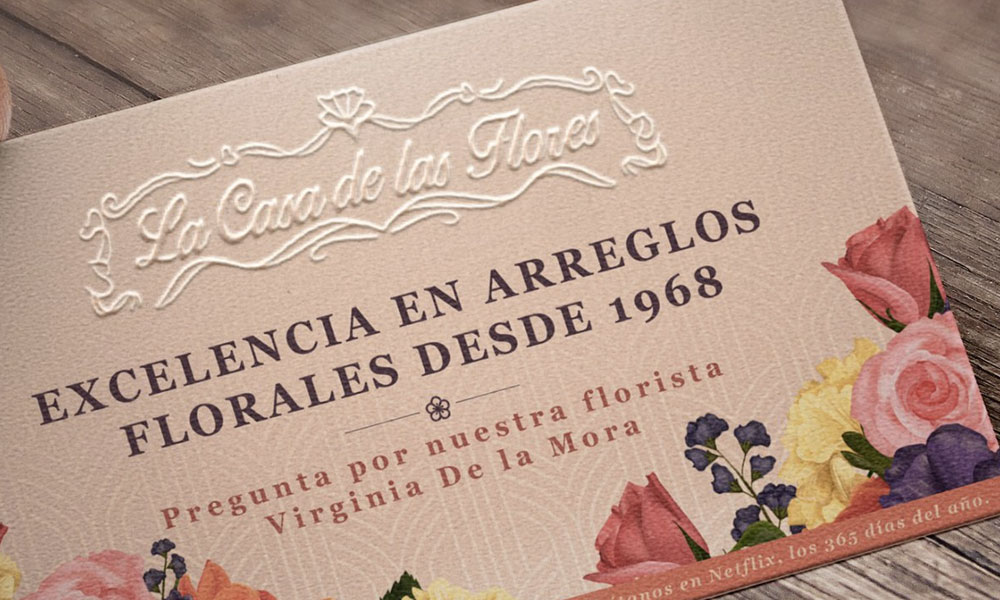 La Casa de las Flores
EXCELENCIA EN ARREGLOS
FLORALES DESDE 1968
Pregunta por nuestra florista
Virginia De la Mora
en Netflix, los 365 días del año.